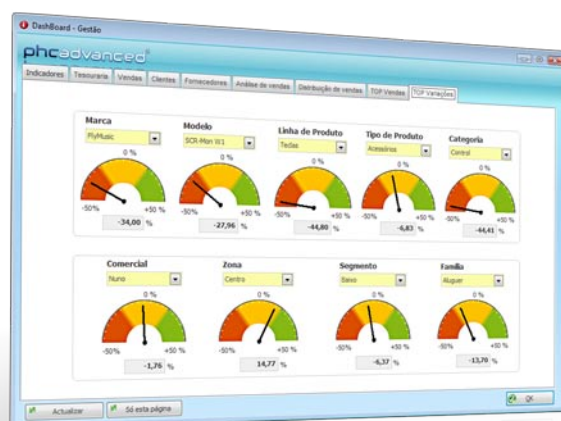 DashBoard - Gestão
phcadvanced
Indicadores Tesouraria Vendas Clientes Fornecedores Análise de vendas Distribuição de vendas TOP Vendas TOP Variações
Marca Modelo Linha de Produto Tipo de Produto Categoria
FlyMusic SCR-Mon W1 Teclas Acessórios Control
0 % 0 % 0 % 0 % 0 %
-50% +50 % -50% +50 % -50% +50 % -50% +50 % -50% +50 %
-34,00 % -27,96 % -44,80 % -6,83 % -44,41 %
Comercial Zona Segmento Familia
Nuno Centro Baixo Aluguer
0 % 0 % 0 % 0 %
-50% +50 % -50% +50 % -50% +50 % -50% +50 %
-1,76 % 14,77 % -6,37 % -13,70 %
Actualizar Só esta página OK